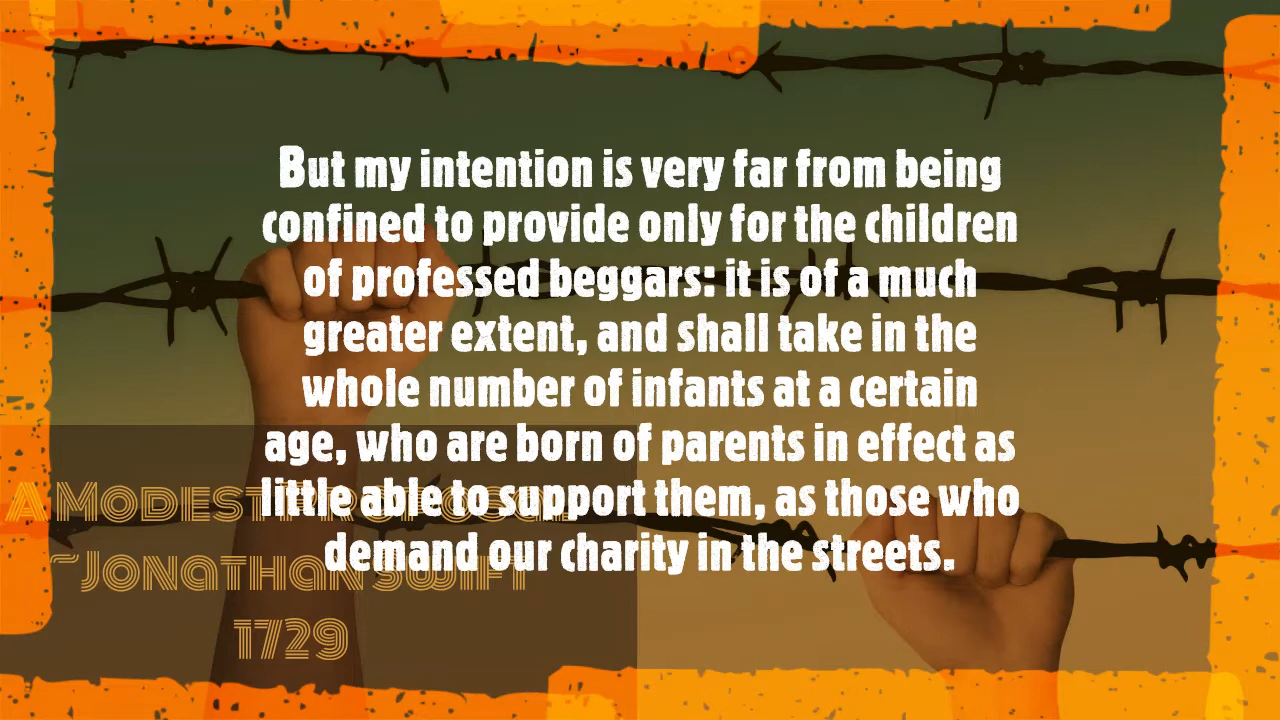 But my intention is very far from being
confined to provide only for the children
of professed beggars: it is of a much
greater extent, and shall take in the
whole number of infants at a certain
age, who are born of parents in effect as
little able to support them, as those who
demand our charity in the streets.
A Modest Proposal
~Jonathan Swift
1729